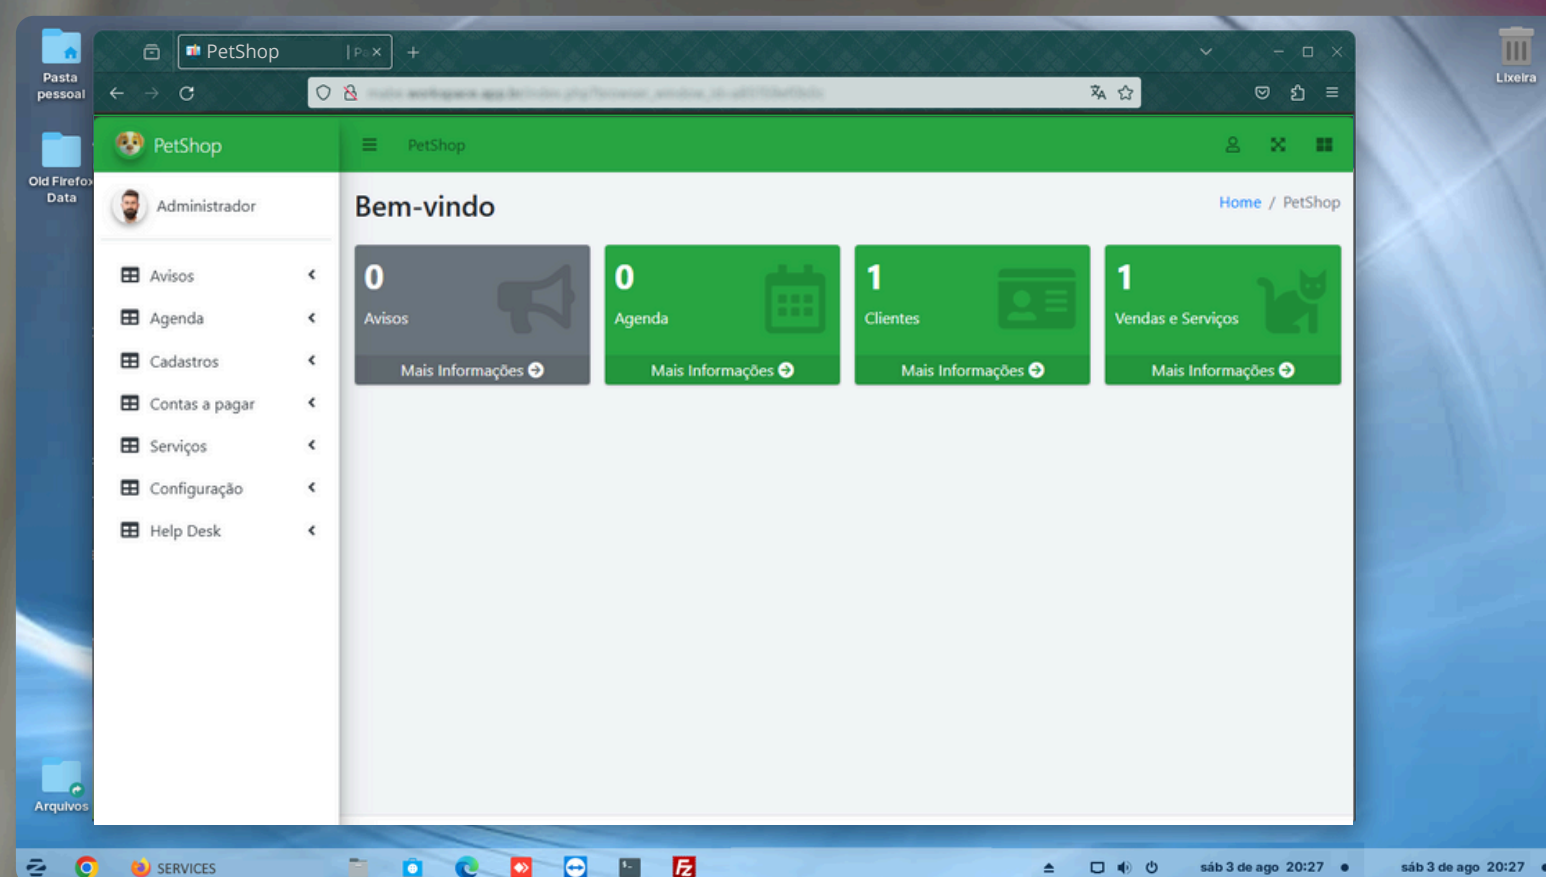 Pasta
pessoal
Old Firefox
Data
Arquivos
Lixeira
PetShop
PetShop
PetShop
Administrador
Avisos
Agenda
Cadastros
Contas a pagar
Serviços
Configuração
Help Desk
Bem-vindo
Home / PetShop
0
Avisos
Mais Informações
0
Agenda
Mais Informações
1
Clientes
Mais Informações
1
Vendas e Serviços
Mais Informações
SERVICES
sáb 3 de ago 20:27
sáb 3 de ago 20:27